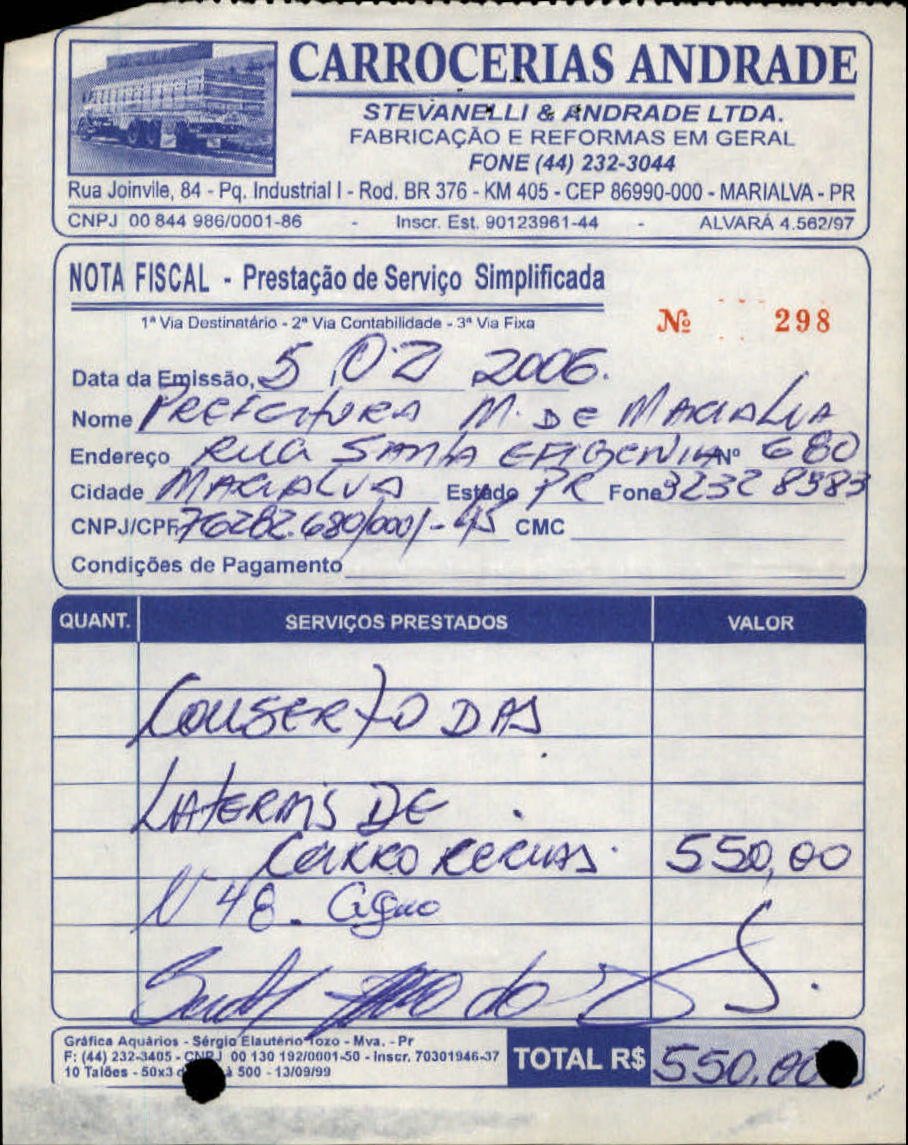 CARROCERIAS ANDRADE
STEVANELLI & ANDRADE LTDA.
FABRICAÇÃO E REFORMAS EM GERAL
FONE (44) 232-3044
Rua Joinvile, 84 - Pq. Industrial I - Rod. BR 376 - KM 405 - CEP 86990-000 - MARIALVA - PR
CNPJ 00 844 986/0001-86 - Inscr. Est. 90123961-44 - ALVARÁ 4.562/97
NOTA FISCAL - Prestação de Serviço Simplificada
1ª Via Destinatário - 2ª Via Contabilidade - 3ª Via Fixa
Nº 298
Data da Emissão, 5 02 2006.
Nome PREFEITURA M. DE MARIALVA
Endereço RUA SANTA EFIGENIA Nº 680
Cidade MARIALVA Estado PR Fone 3232 8383
CNPJ/CPF 76282.680/0001-45 CMC
Condições de Pagamento
QUANT. SERVIÇOS PRESTADOS VALOR
CONSERTO DAS
LATERAIS DE
CARROCERIAS. 550,00
Nº 48.
Gráfica Aquários - Sérgio Elautério Tozo - Mva. - Pr
F: (44) 232-3405 - CNPJ 00 130 192/0001-50 - Inscr. 70301946-37
10 Talões - 50x3 à 500 - 13/09/99
TOTAL R$ 550,00